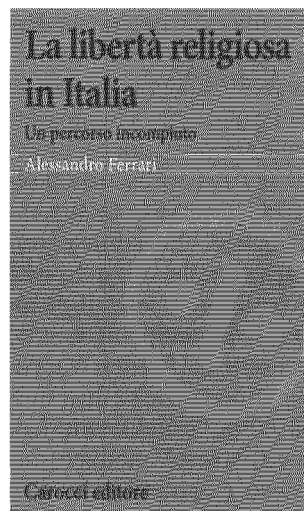 La libertà religiosa
in Italia
Un percorso incompiuto
Alessandro Ferrari
Carocci editore